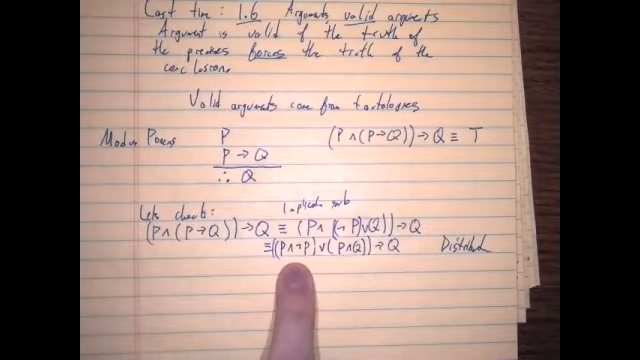 Last time: 1.6 Arguments, valid arguments
Argument is valid if the truth of
the premises forces the truth of the
conclusion.
Valid arguments come from tautologies
Modus Ponens P (P ∧ (P → Q)) → Q ≡ T
P → Q
∴ Q
Lets check: Implication sub
(P ∧ (P → Q)) → Q ≡ (P ∧ (¬P) ∨ Q)) → Q
≡ ((P ∧ ¬P) ∨ (P ∧ Q)) → Q